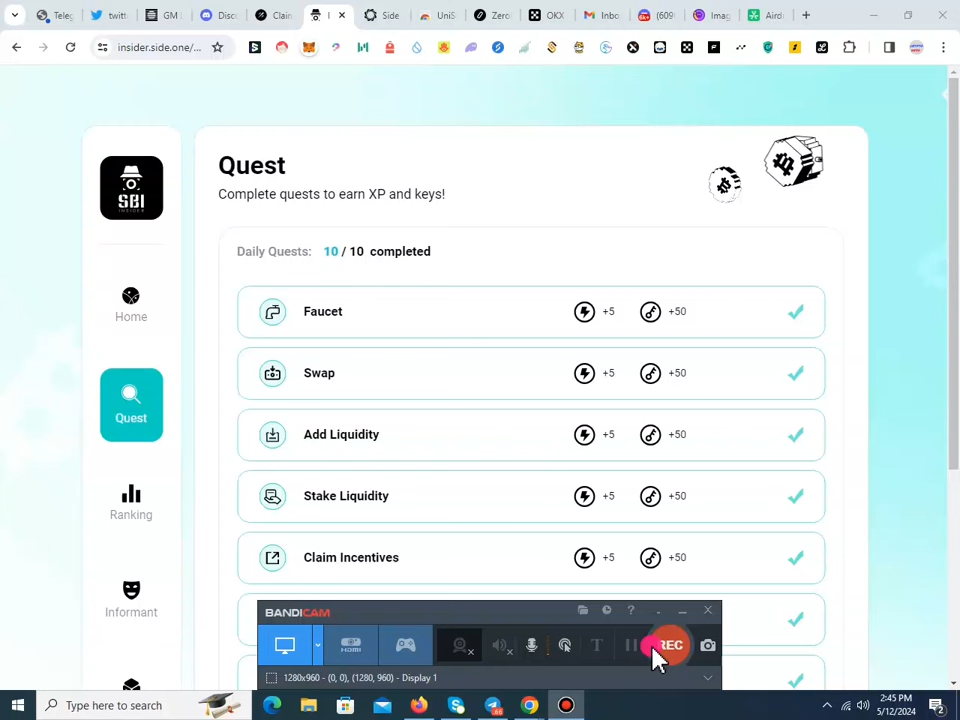 Teleg
twitt
GM
Disco
Clain
I
Side
UniS
Zero
OKX
Inbo
(609
Imag
Airdr
insider.side.one/...
SBI
INSIDER
Home
Quest
Ranking
Informant
Quest
Complete quests to earn XP and keys!
Daily Quests: 10 / 10 completed
Faucet +5 +50
Swap +5 +50
Add Liquidity +5 +50
Stake Liquidity +5 +50
Claim Incentives +5 +50
BANDICAM
HDMI
REC
1280x960 - (0, 0), (1280, 960) - Display 1
Type here to search
2:45 PM
5/12/2024